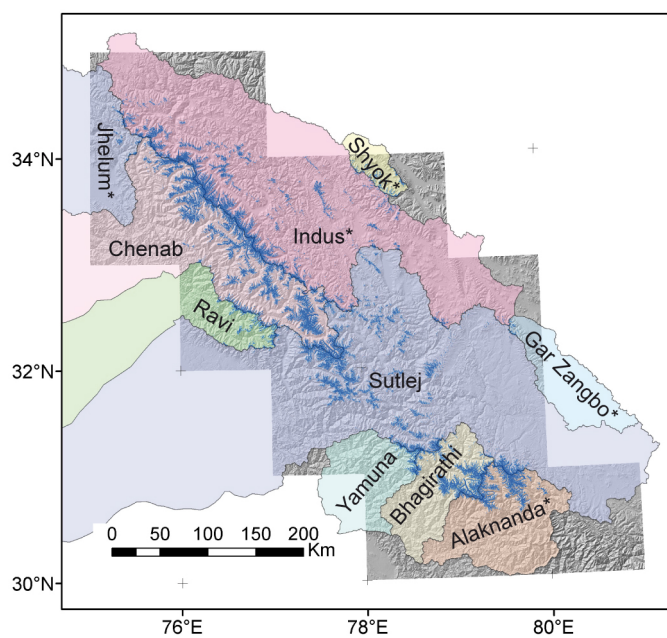 34°N
32°N
30°N
Jhelum*
Shyok*
Indus*
Chenab
Ravi
Gar Zangbo*
Sutlej
Yamuna
Bhagirathi
Alaknanda*
0 50 100 150 200
Km
76°E 78°E 80°E